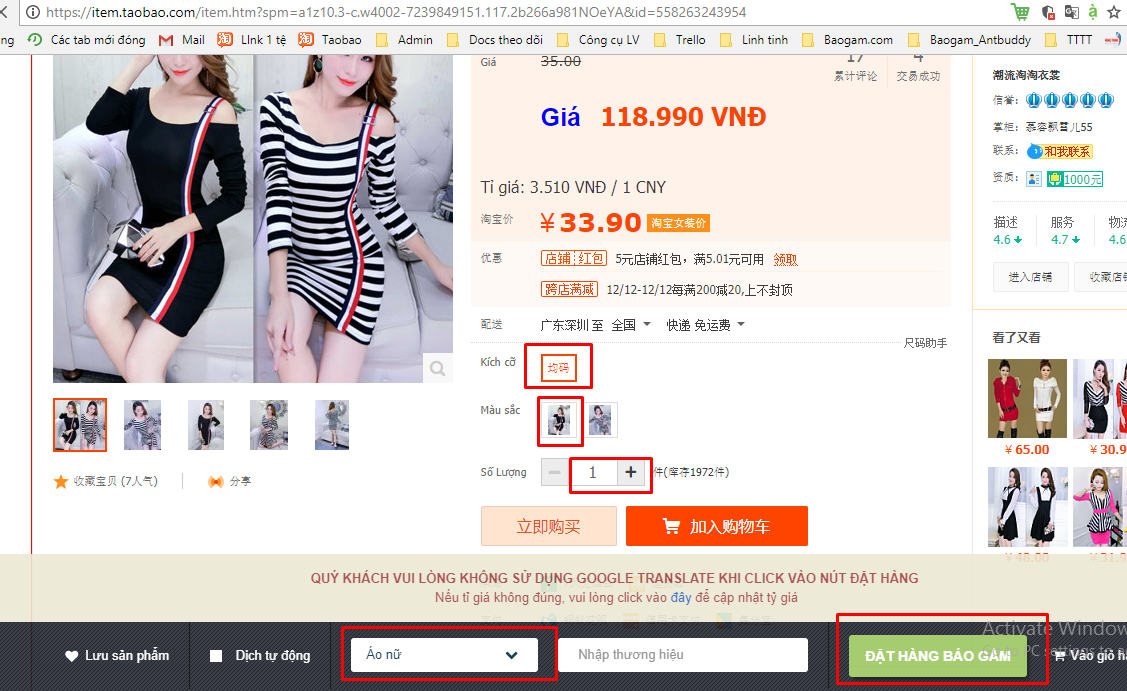 https://item.taobao.com/item.htm?spm=a1z10.3-c.w4002-7239849151.117.2b266a981NOeYA&id=558263243954
ng Các tab mới đóng Mail LInk 1 tệ Taobao Admin Docs theo dõi Công cụ LV Trello Linh tinh Baogam.com Baogam_Antbuddy TTTT
Giá 35.00
17 4
累计评论 交易成功
Giá 118.990 VNĐ
Tỉ giá: 3.510 VNĐ / 1 CNY
淘宝价 ¥33.90 淘宝女装价
优惠 店铺红包 5元店铺红包，满5.01元可用 领取
跨店满减 12/12-12/12每满200减20,上不封顶
配送 广东深圳 至 全国 快递 免运费
尺码助手
Kích cỡ 均码
Màu sắc
Số Lượng − 1 + 件(库存1972件)
立即购买 加入购物车
收藏宝贝 (7人气) 分享
潮流淘淘衣裳
信誉：
掌柜： 慕容飘雪儿55
联系： 和我联系
资质： 1000元
描述 服务
4.6 4.7 4.6
进入店铺 收藏店
看了又看
¥ 65.00 ¥ 30.9
¥ 48.00 ¥ 31.9
QUÝ KHÁCH VUI LÒNG KHÔNG SỬ DỤNG GOOGLE TRANSLATE KHI CLICK VÀO NÚT ĐẶT HÀNG
Nếu tỉ giá không đúng, vui lòng click vào đây để cập nhật tỷ giá
Activate Window
PC settings to a
Lưu sản phẩm Dịch tự động Áo nữ Nhập thương hiệu ĐẶT HÀNG BÁO GẤM Vào giỏ h